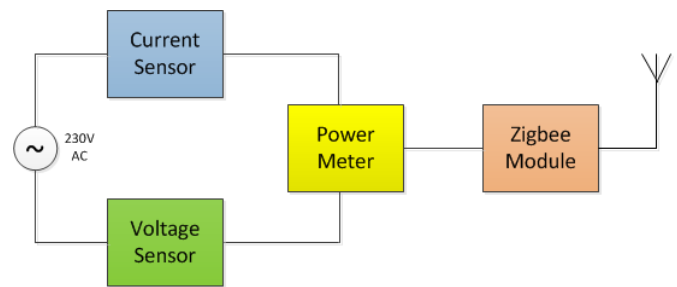 Current
Sensor
230V
AC
~
Power
Meter
Zigbee
Module
Voltage
Sensor